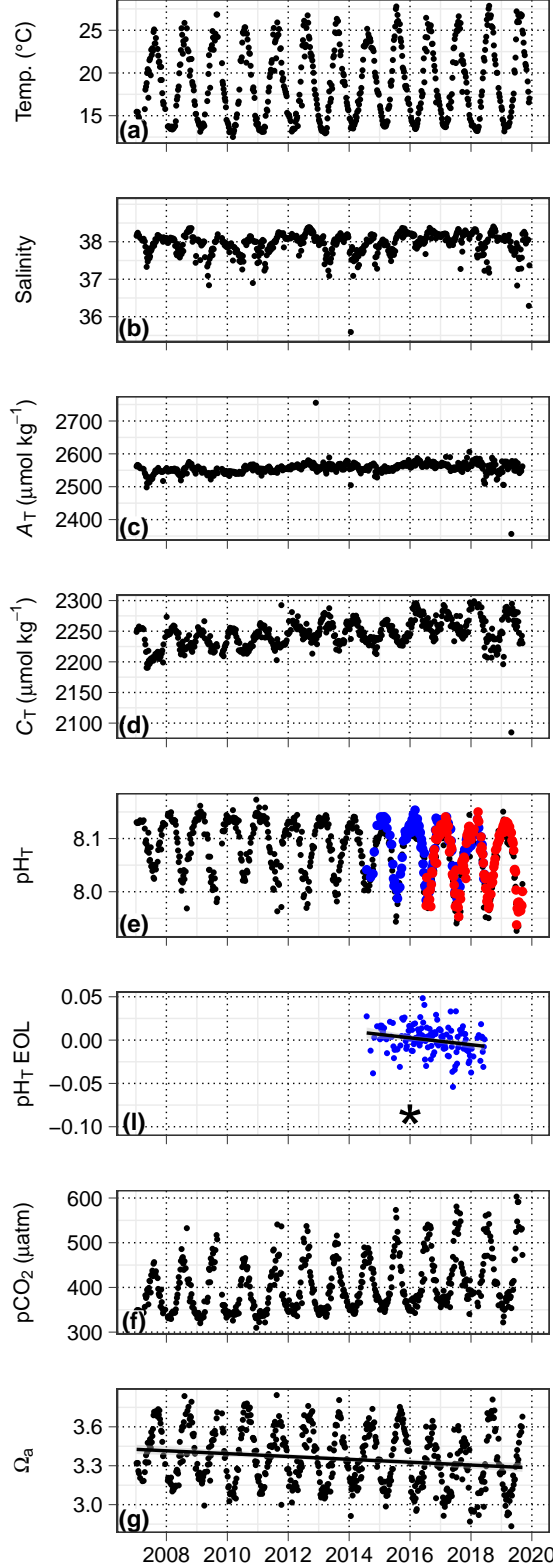 Temp. (°C)
25
20
15
(a)
Salinity
38
37
36
(b)
A_T (μmol kg⁻¹)
2700
2600
2500
2400
(c)
C_T (μmol kg⁻¹)
2300
2250
2200
2150
2100
(d)
pH_T
8.1
8.0
(e)
pH_T EOL
0.05
0.00
−0.05
−0.10
(l)
*
pCO₂ (μatm)
600
500
400
300
(f)
Ωₐ
3.6
3.3
3.0
(g)
2008 2010 2012 2014 2016 2018 2020